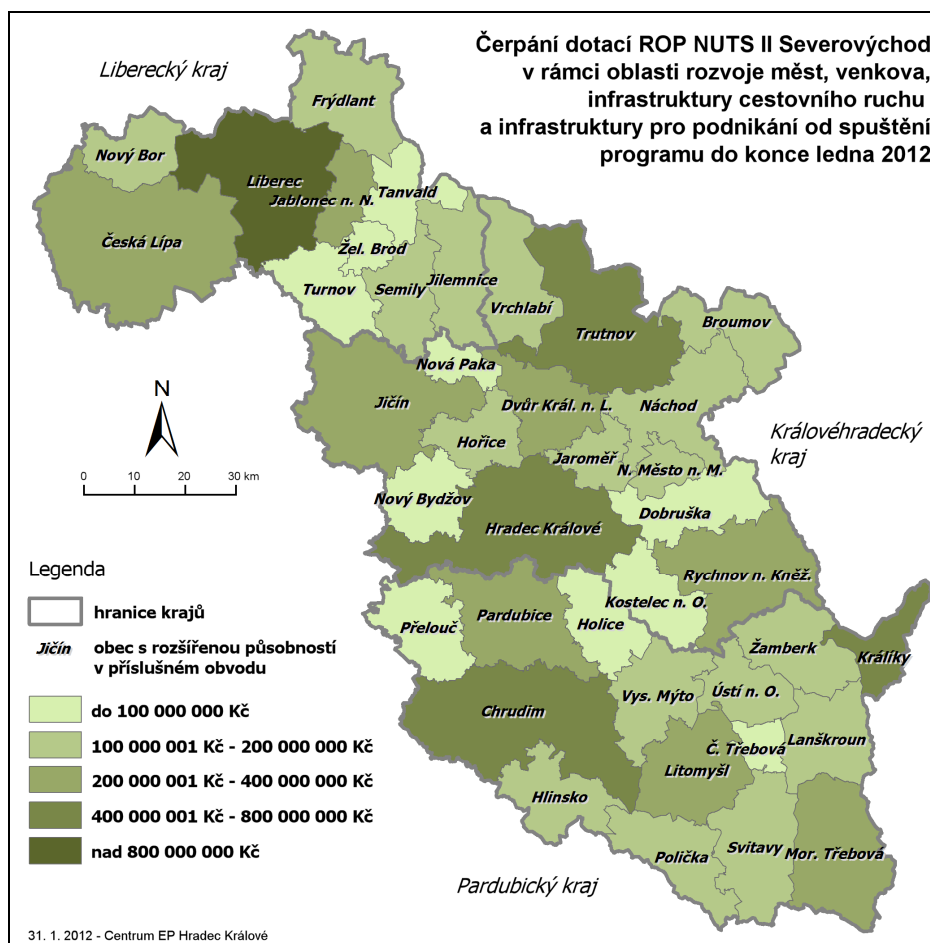 Čerpání dotací ROP NUTS II Severovýchod
v rámci oblasti rozvoje měst, venkova,
infrastruktury cestovního ruchu
a infrastruktury pro podnikání od spuštění
programu do konce ledna 2012
Liberecký kraj
Frýdlant
Nový Bor
Liberec
Jablonec n. N.
Tanvald
Česká Lípa
Žel. Brod
Turnov
Semily
Jilemnice
Vrchlabí
Trutnov
Broumov
Nová Paka
Jičín
Dvůr Král. n. L.
Náchod
Královéhradecký
kraj
Hořice
Jaroměř
N. Město n. M.
Nový Bydžov
Hradec Králové
Dobruška
Rychnov n. Kněž.
Kostelec n. O.
Přelouč
Pardubice
Holice
Žamberk
Králíky
Chrudim
Vys. Mýto
Ústí n. O.
Č. Třebová
Lanškroun
Litomyšl
Hlinsko
Polička
Svitavy
Mor. Třebová
Pardubický kraj
N
0 10 20 30 km
Legenda
hranice krajů
Jičín obec s rozšířenou působností
v příslušném obvodu
do 100 000 000 Kč
100 000 001 Kč - 200 000 000 Kč
200 000 001 Kč - 400 000 000 Kč
400 000 001 Kč - 800 000 000 Kč
nad 800 000 000 Kč
31. 1. 2012 - Centrum EP Hradec Králové